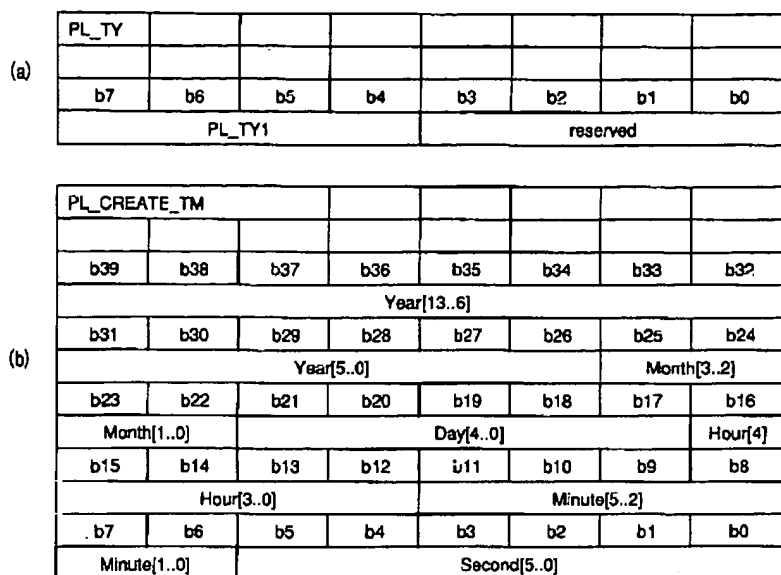 (a)
PL_TY
b7 b6 b5 b4 b3 b2 b1 b0
PL_TY1 reserved
(b)
PL_CREATE_TM
b39 b38 b37 b36 b35 b34 b33 b32
Year[13..6]
b31 b30 b29 b28 b27 b26 b25 b24
Year[5..0] Month[3..2]
b23 b22 b21 b20 b19 b18 b17 b16
Month[1..0] Day[4..0] Hour[4]
b15 b14 b13 b12 b11 b10 b9 b8
Hour[3..0] Minute[5..2]
b7 b6 b5 b4 b3 b2 b1 b0
Minute[1..0] Second[5..0]